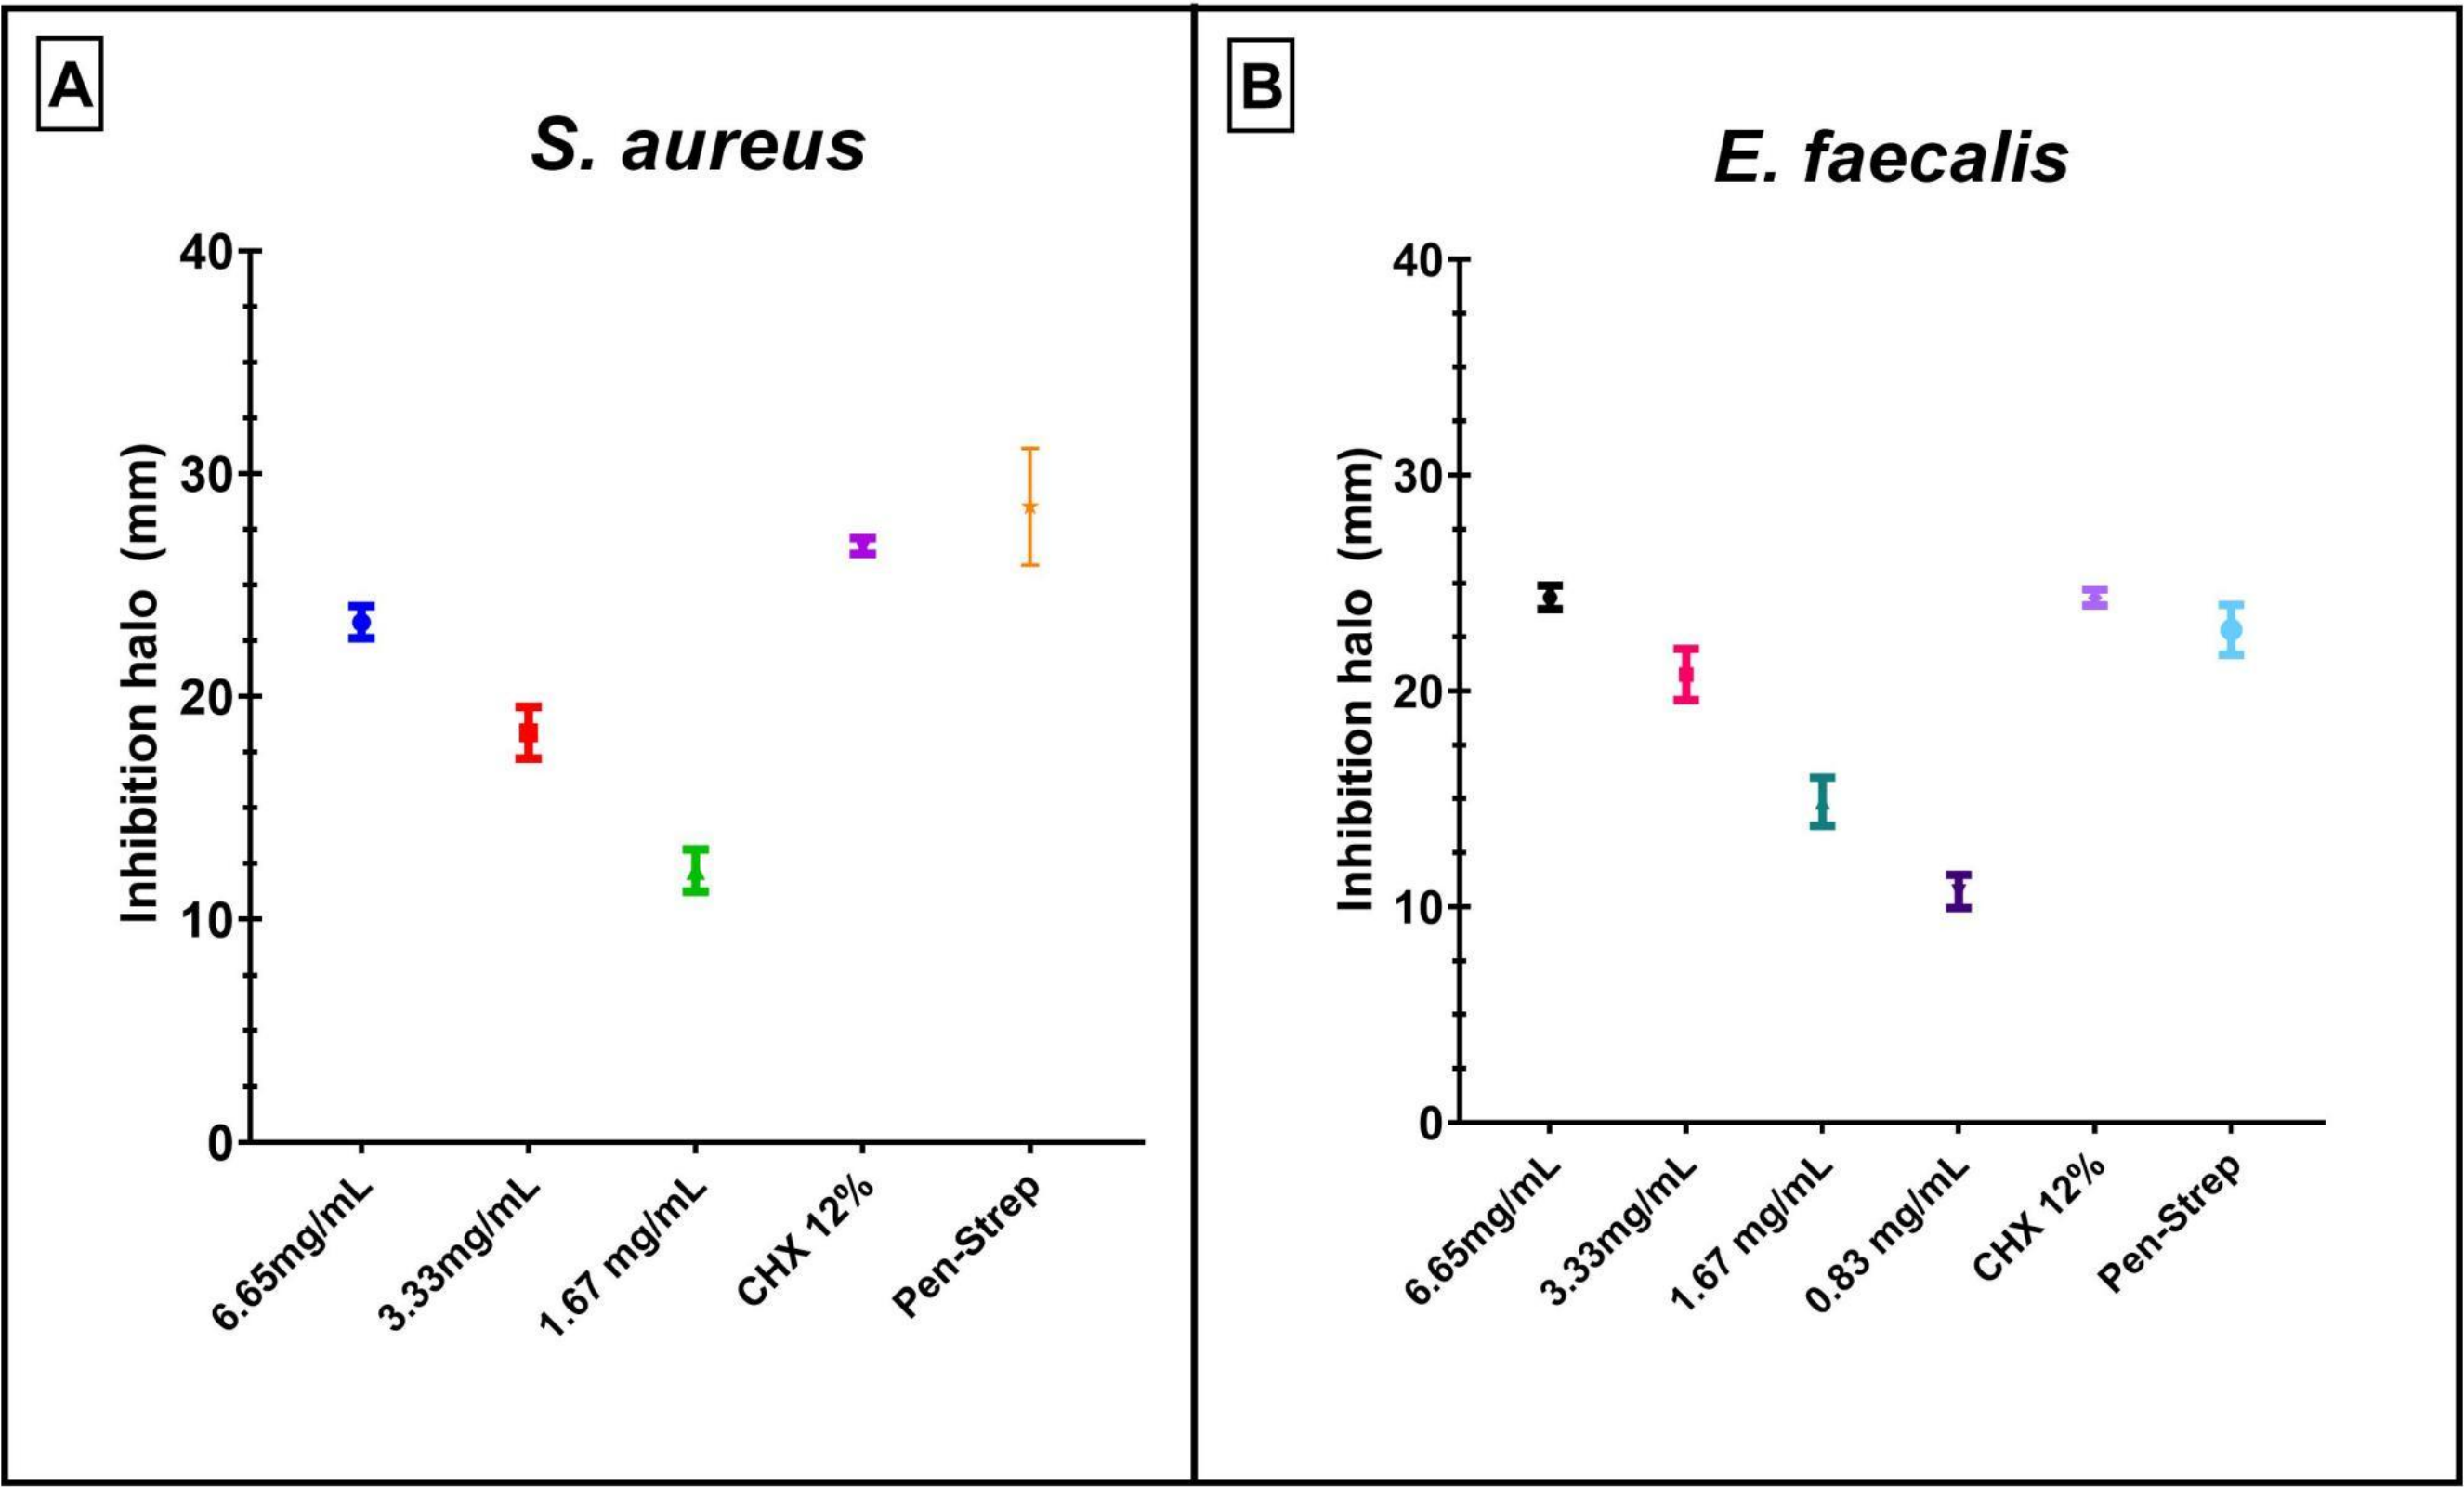 A
S. aureus
Inhibition halo (mm)
40
30
20
10
0
6.65mg/mL
3.33mg/mL
1.67 mg/mL
CHX 12%
Pen-Strep
B
E. faecalis
Inhibition halo (mm)
40
30
20
10
0
6.65mg/mL
3.33mg/mL
1.67 mg/mL
0.83 mg/mL
CHX 12%
Pen-Strep